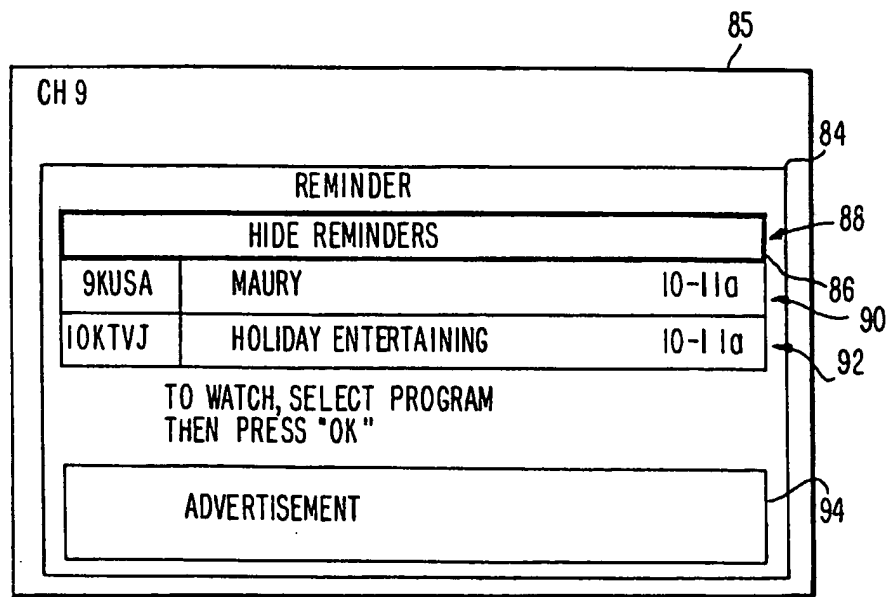 85
CH 9
84
REMINDER
HIDE REMINDERS
88
86
9KUSA MAURY 10-11a
90
10KTVJ HOLIDAY ENTERTAINING 10-11a
92
TO WATCH, SELECT PROGRAM
THEN PRESS "OK"
ADVERTISEMENT
94